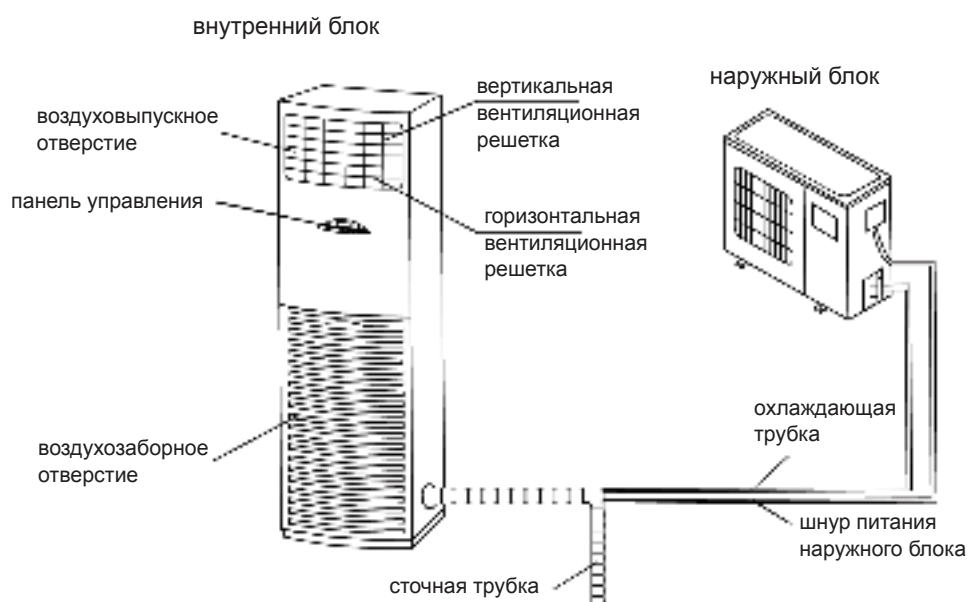 внутренний блок
воздуховыпускное
отверстие
панель управления
вертикальная
вентиляционная
решетка
горизонтальная
вентиляционная
решетка
наружный блок
воздухозаборное
отверстие
охлаждающая
трубка
шнур питания
наружного блока
сточная трубка